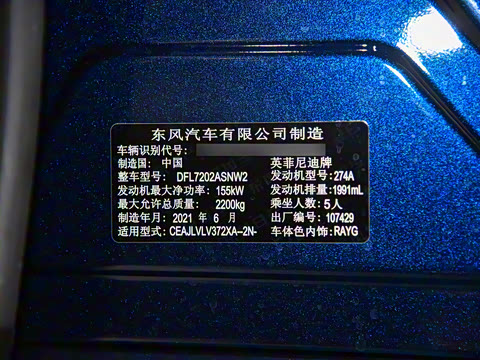 东风汽车有限公司制造
车辆识别代号：
制造国：中国 英菲尼迪牌
整车型号：DFL7202ASNW2 发动机型号：274A
发动机最大净功率：155kW 发动机排量：1991mL
最大允许总质量：2200kg 乘坐人数：5人
制造年月：2021 年 6 月 出厂编号：107429
适用型式：CEAJLVLV372XA--2N- 车体色内饰：RAYG